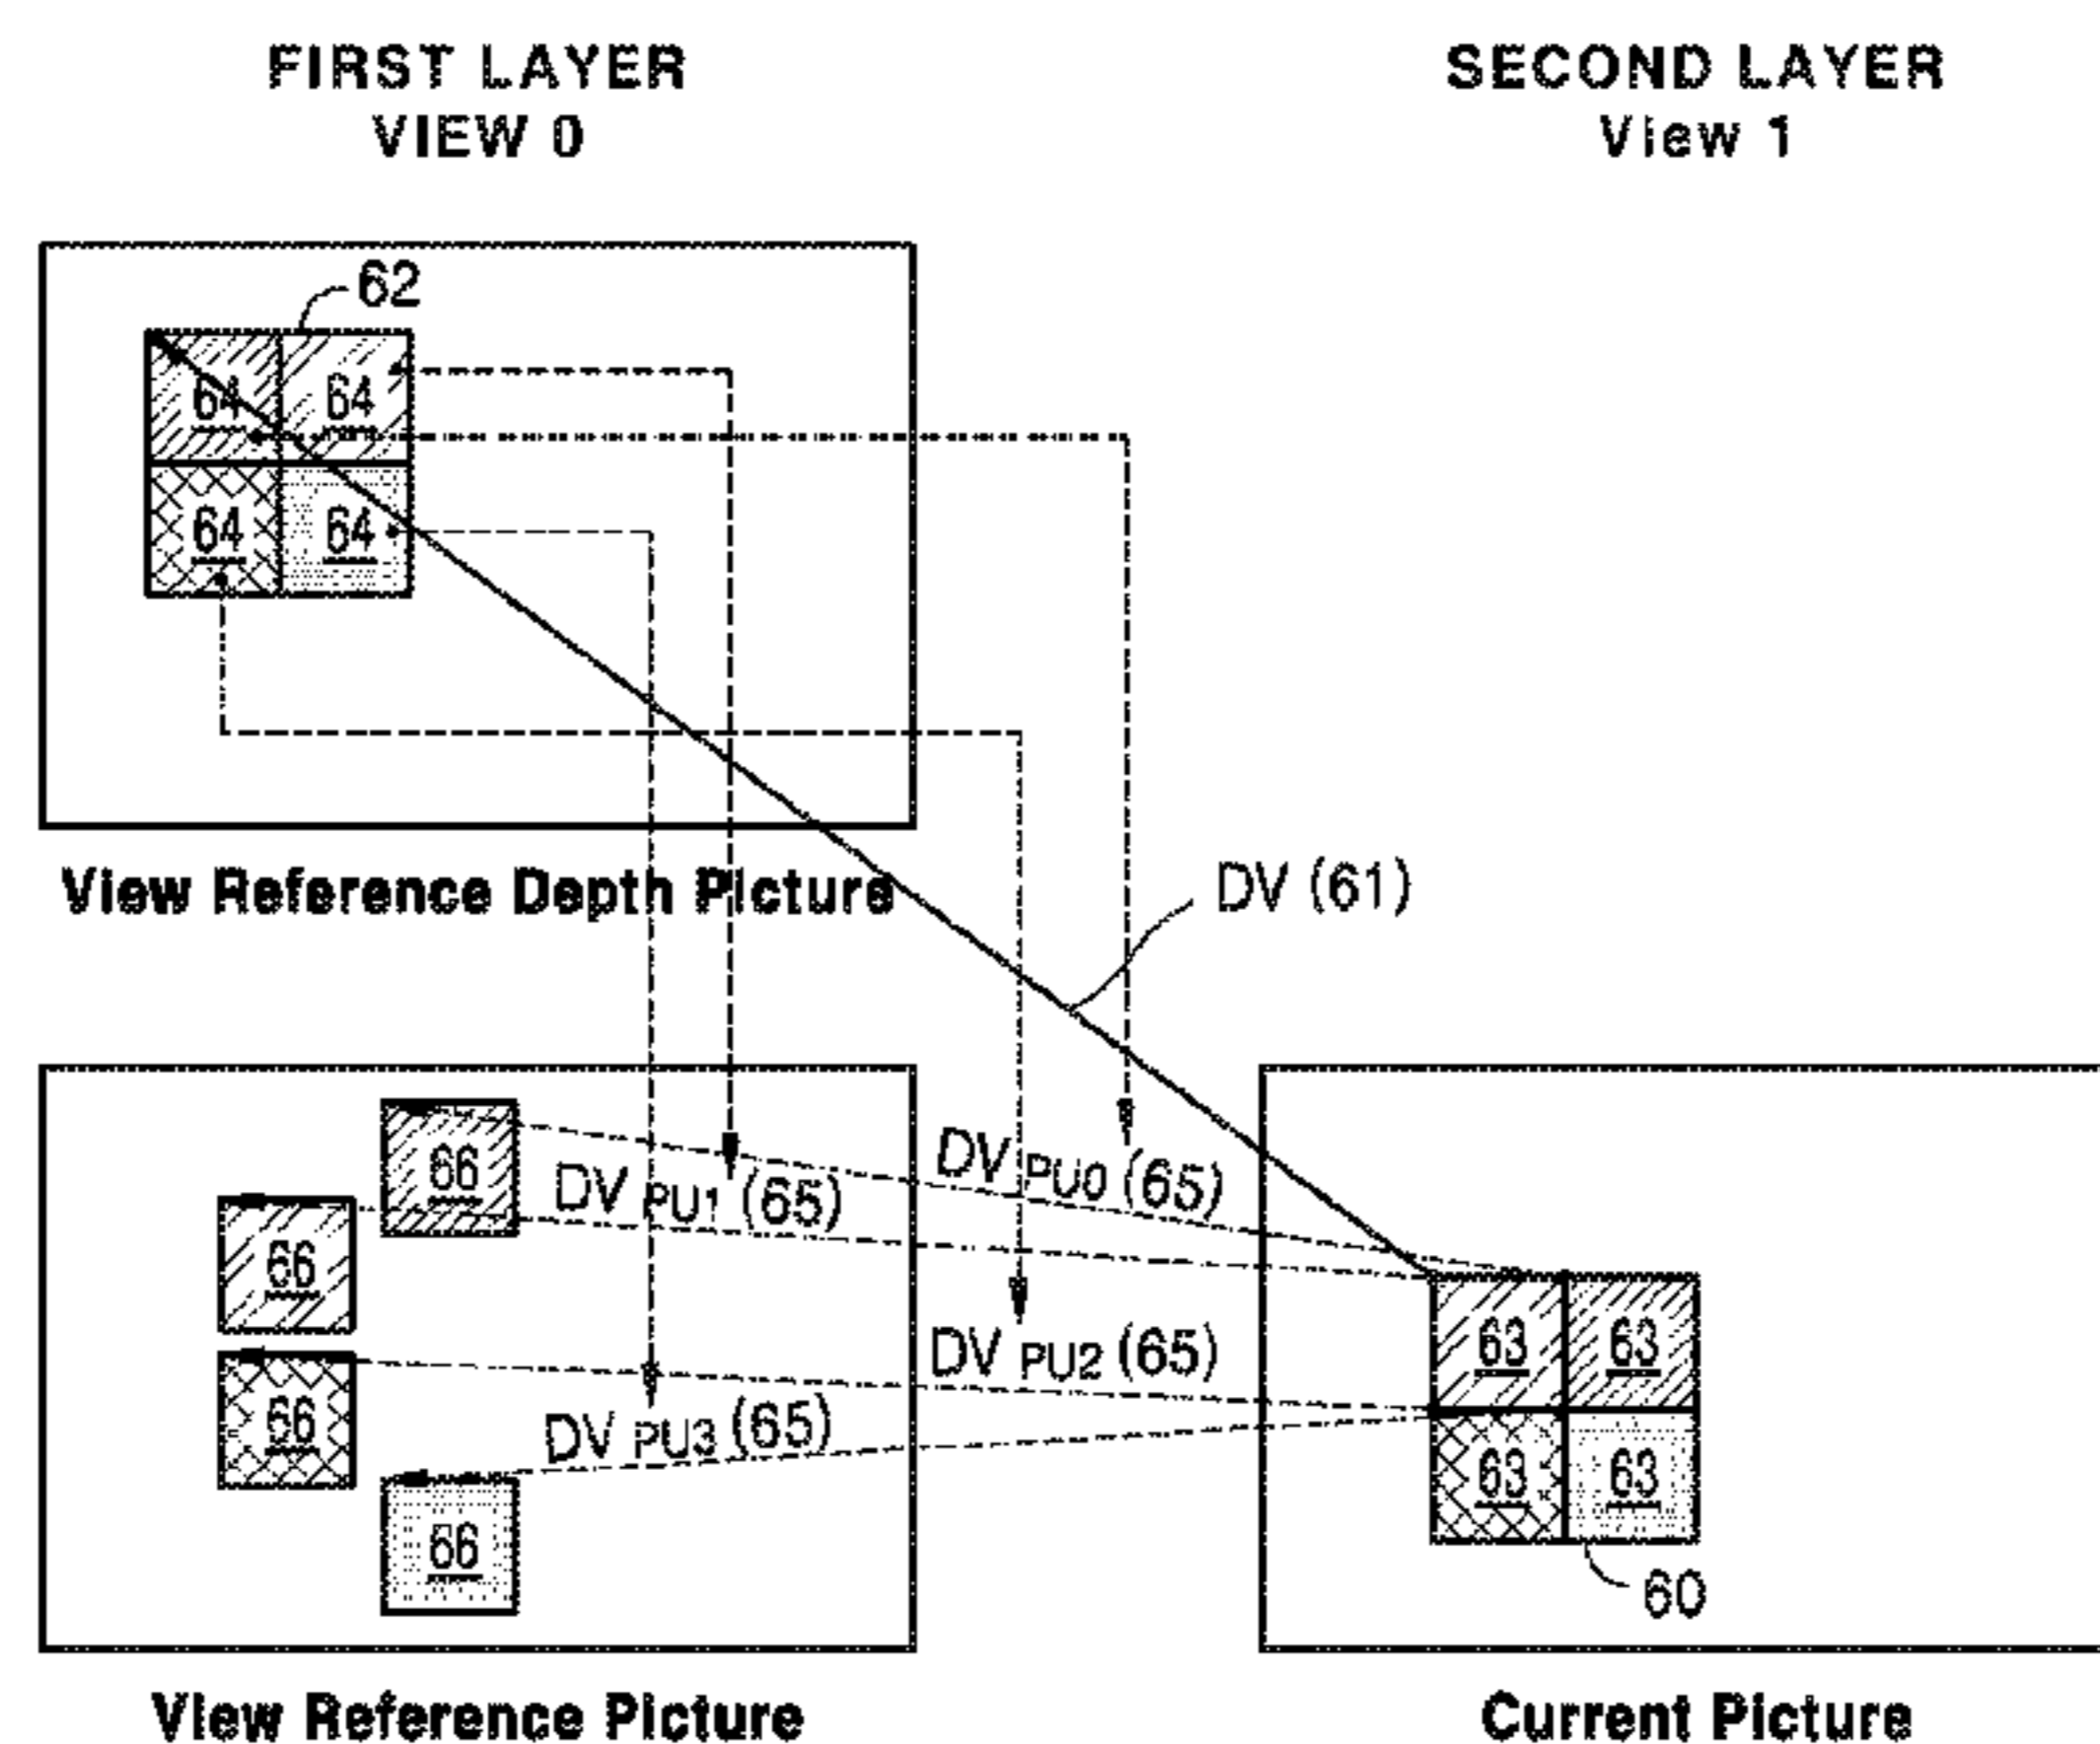 FIRST LAYER
VIEW 0
SECOND LAYER
View 1
62
64 64
64 64
View Reference Depth Picture
DV (61)
66
DV PU1 (65)
DV PU0 (65)
66
63 63
DV PU2 (65)
66
DV PU3 (65)
63 63
66
60
View Reference Picture
Current Picture